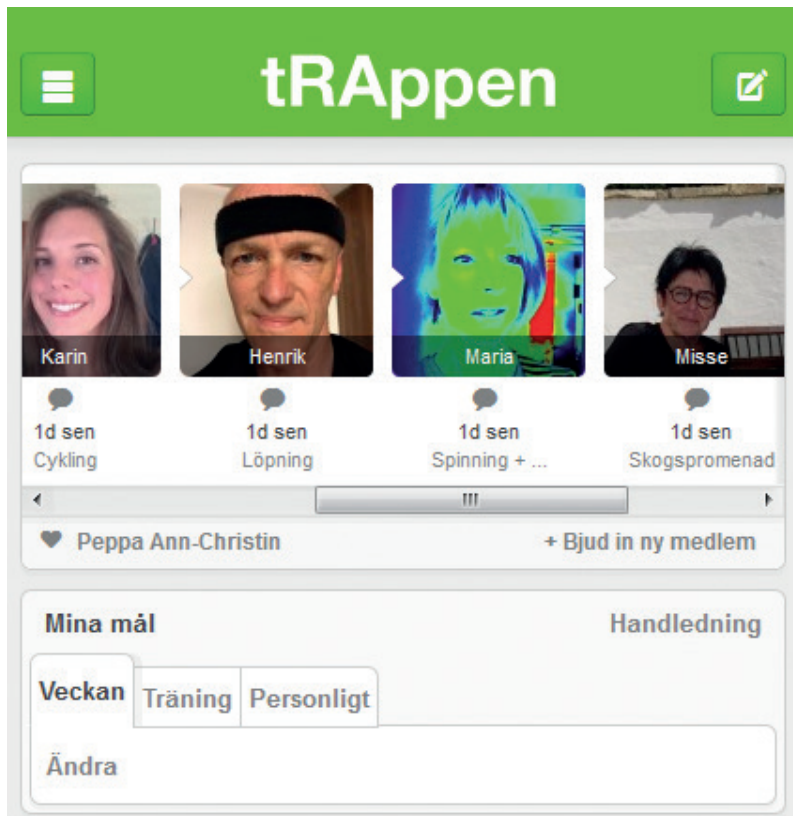 tRAppen
Karin Henrik Maria Misse
1d sen 1d sen 1d sen 1d sen
Cykling Löpning Spinning + ... Skogspromenad
Peppa Ann-Christin + Bjud in ny medlem
Mina mål Handledning
Veckan Träning Personligt
Ändra